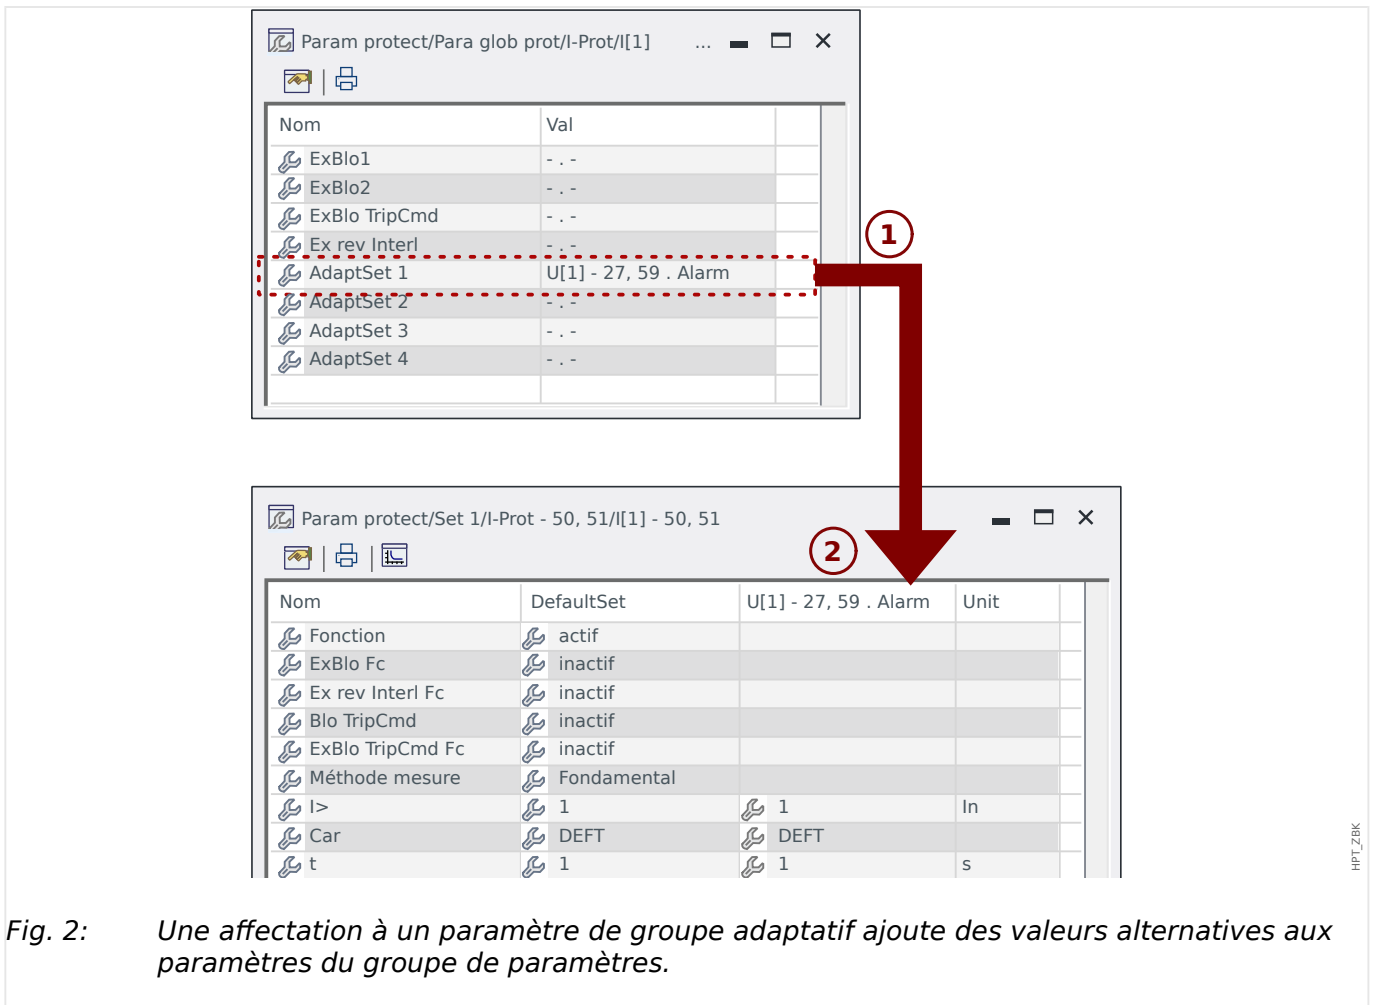 Param protect/Para glob prot/I-Prot/I[1] ...
Nom Val
ExBlo1 - . -
ExBlo2 - . -
ExBlo TripCmd - . -
Ex rev Interl - . -
AdaptSet 1 U[1] - 27, 59 . Alarm
AdaptSet 2 - . -
AdaptSet 3 - . -
AdaptSet 4 - . -
1
Param protect/Set 1/I-Prot - 50, 51/I[1] - 50, 51
2
Nom DefaultSet U[1] - 27, 59 . Alarm Unit
Fonction actif
ExBlo Fc inactif
Ex rev Interl Fc inactif
Blo TripCmd inactif
ExBlo TripCmd Fc inactif
Méthode mesure Fondamental
I> 1 1 In
Car DEFT DEFT
t 1 1 s
HPT_ZBK
Fig. 2: Une affectation à un paramètre de groupe adaptatif ajoute des valeurs alternatives aux
paramètres du groupe de paramètres.